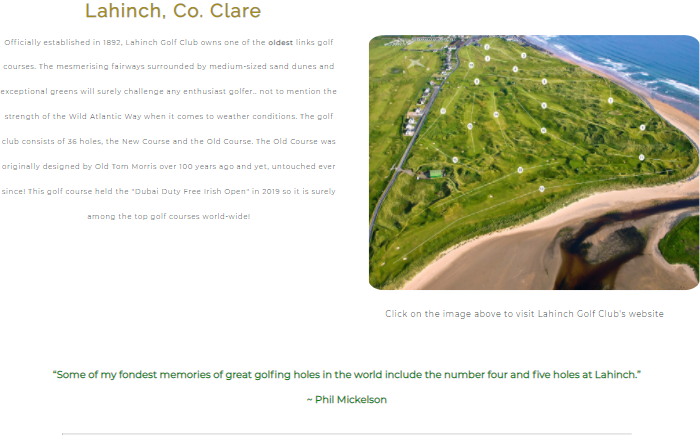 Lahinch, Co. Clare
Officially established in 1892, Lahinch Golf Club owns one of the oldest links golf
courses. The mesmerising fairways surrounded by medium-sized sand dunes and
exceptional greens will surely challenge any enthusiast golfer.. not to mention the
strength of the Wild Atlantic Way when it comes to weather conditions. The golf
club consists of 36 holes, the New Course and the Old Course. The Old Course was
originally designed by Old Tom Morris over 100 years ago and yet, untouched ever
since! This golf course held the "Dubai Duty Free Irish Open" in 2019 so it is surely
among the top golf courses world-wide!
Click on the image above to visit Lahinch Golf Club's website
“Some of my fondest memories of great golfing holes in the world include the number four and five holes at Lahinch.”
~ Phil Mickelson